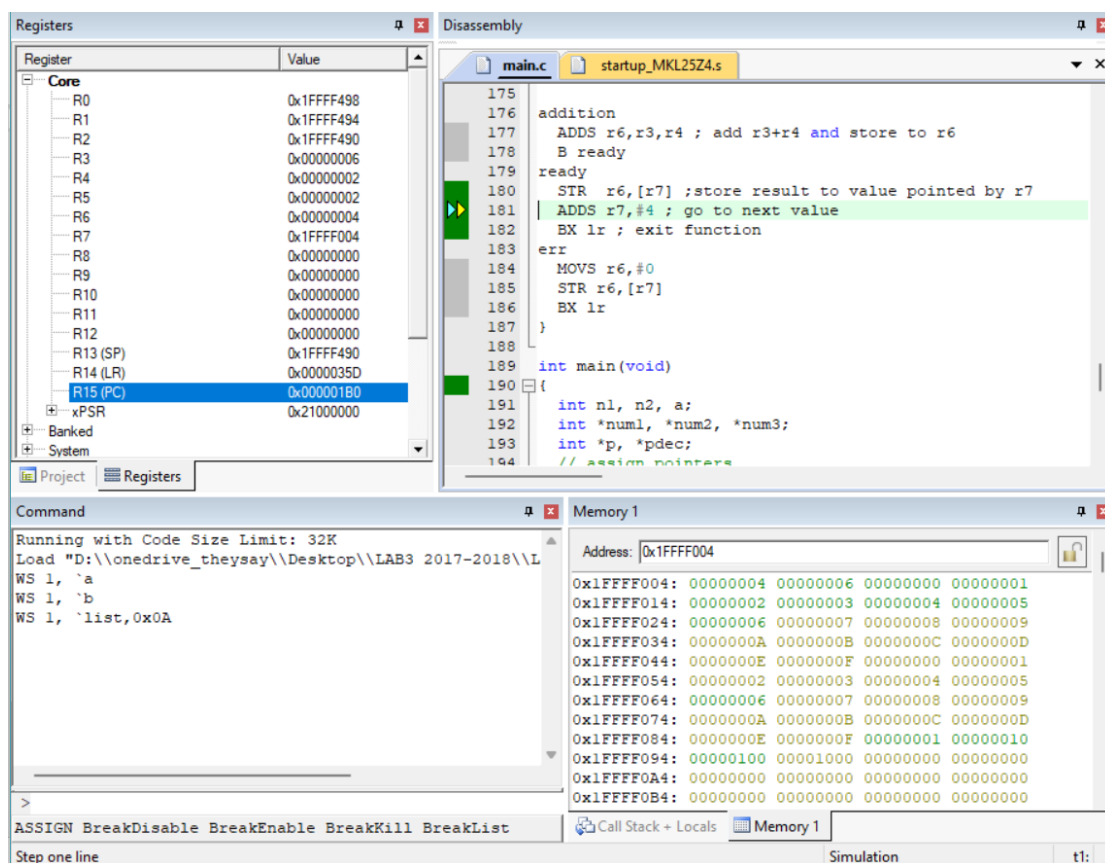 Registers
Register Value
Core
R0 0x1FFFF498
R1 0x1FFFF494
R2 0x1FFFF490
R3 0x00000006
R4 0x00000002
R5 0x00000002
R6 0x00000004
R7 0x1FFFF004
R8 0x00000000
R9 0x00000000
R10 0x00000000
R11 0x00000000
R12 0x00000000
R13 (SP) 0x1FFFF490
R14 (LR) 0x0000035D
R15 (PC) 0x000001B0
xPSR 0x21000000
Banked
System
Project Registers
Disassembly
main.c startup_MKL25Z4.s
175
176 addition
177 ADDS r6,r3,r4 ; add r3+r4 and store to r6
178 B ready
179 ready
180 STR r6,[r7] ;store result to value pointed by r7
181 ADDS r7,#4 ; go to next value
182 BX lr ; exit function
183 err
184 MOVS r6,#0
185 STR r6,[r7]
186 BX lr
187 }
188
189 int main(void)
190 {
191 int n1, n2, a;
192 int *num1, *num2, *num3;
193 int *p, *pdec;
194 // assign pointers
Command
Running with Code Size Limit: 32K
Load "D:\\onedrive_theysay\\Desktop\\LAB3 2017-2018\\L
WS 1, `a
WS 1, `b
WS 1, `list,0x0A
>
ASSIGN BreakDisable BreakEnable BreakKill BreakList
Memory 1
Address: 0x1FFFF004
0x1FFFF004: 00000004 00000006 00000000 00000001
0x1FFFF014: 00000002 00000003 00000004 00000005
0x1FFFF024: 00000006 00000007 00000008 00000009
0x1FFFF034: 0000000A 0000000B 0000000C 0000000D
0x1FFFF044: 0000000E 0000000F 00000000 00000001
0x1FFFF054: 00000002 00000003 00000004 00000005
0x1FFFF064: 00000006 00000007 00000008 00000009
0x1FFFF074: 0000000A 0000000B 0000000C 0000000D
0x1FFFF084: 0000000E 0000000F 00000001 00000010
0x1FFFF094: 00000100 00001000 00000000 00000000
0x1FFFF0A4: 00000000 00000000 00000000 00000000
0x1FFFF0B4: 00000000 00000000 00000000 00000000
Call Stack + Locals Memory 1
Step one line Simulation t1: